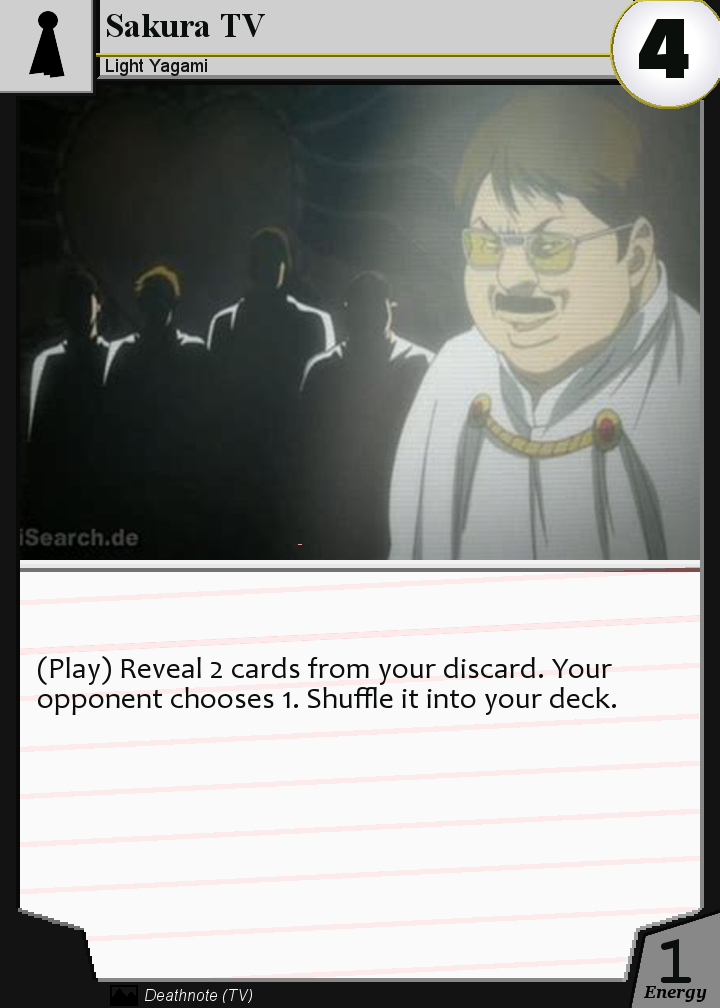 Sakura TV
4
Light Yagami
iSearch.de
(Play) Reveal 2 cards from your discard. Your
opponent chooses 1. Shuffle it into your deck.
1
Energy
Deathnote (TV)